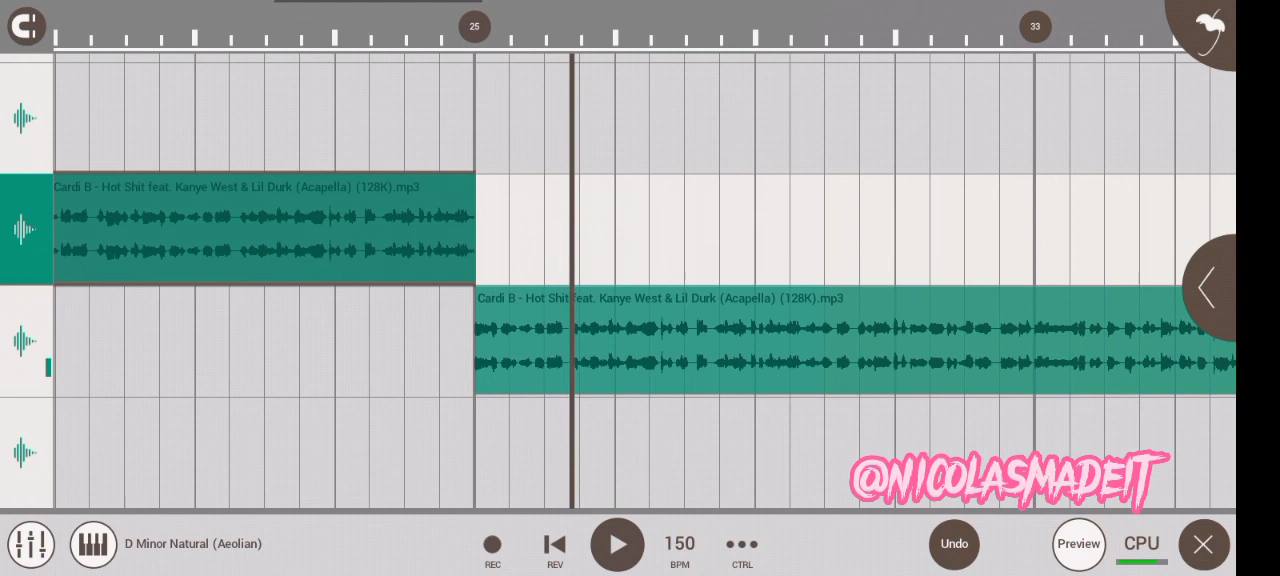 25
33
Cardi B - Hot Shit feat. Kanye West & Lil Durk (Acapella) (128K).mp3
Cardi B - Hot Shit feat. Kanye West & Lil Durk (Acapella) (128K).mp3
@NICOLASMADEIT
D Minor Natural (Aeolian)
REC
REV
150
BPM
CTRL
Undo
Preview
CPU